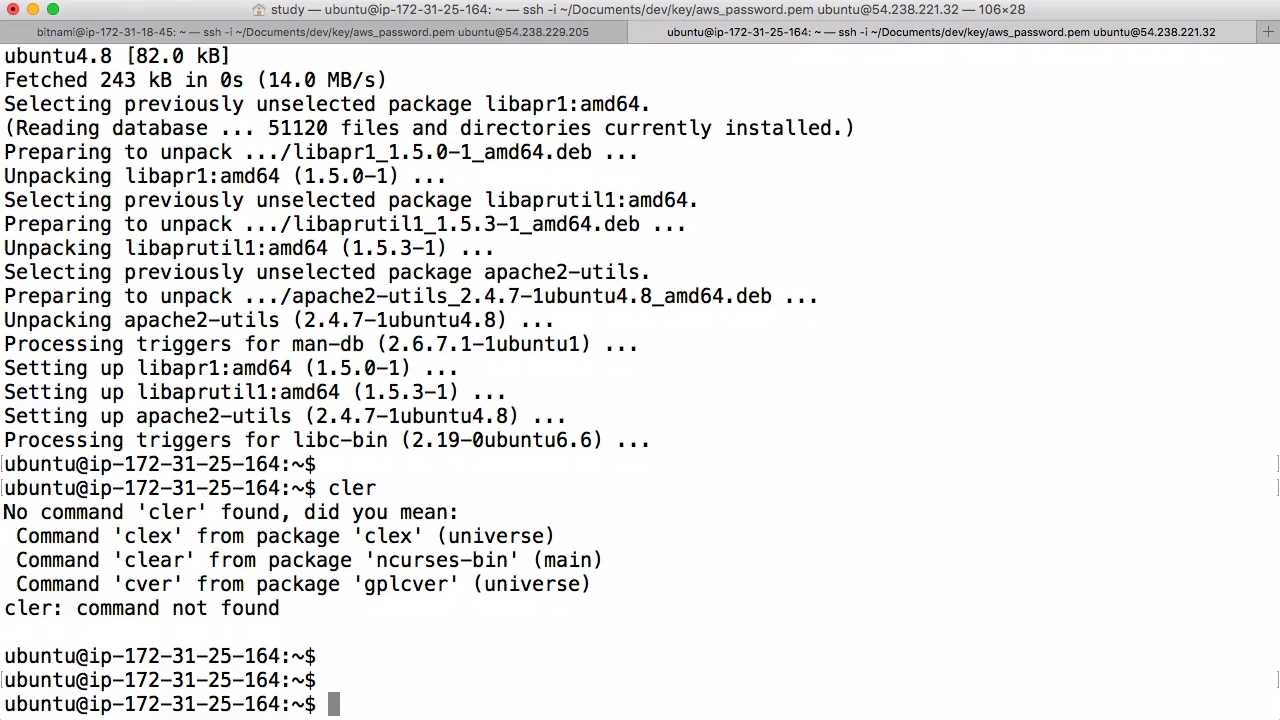 study — ubuntu@ip-172-31-25-164: ~ — ssh -i ~/Documents/dev/key/aws_password.pem ubuntu@54.238.221.32 — 106×28
bitnami@ip-172-31-18-45: ~ — ssh -i ~/Documents/dev/key/aws_password.pem ubuntu@54.238.229.205
ubuntu@ip-172-31-25-164: ~ — ssh -i ~/Documents/dev/key/aws_password.pem ubuntu@54.238.221.32
ubuntu4.8 [82.0 kB]
Fetched 243 kB in 0s (14.0 MB/s)
Selecting previously unselected package libapr1:amd64.
(Reading database ... 51120 files and directories currently installed.)
Preparing to unpack .../libapr1_1.5.0-1_amd64.deb ...
Unpacking libapr1:amd64 (1.5.0-1) ...
Selecting previously unselected package libaprutil1:amd64.
Preparing to unpack .../libaprutil1_1.5.3-1_amd64.deb ...
Unpacking libaprutil1:amd64 (1.5.3-1) ...
Selecting previously unselected package apache2-utils.
Preparing to unpack .../apache2-utils_2.4.7-1ubuntu4.8_amd64.deb ...
Unpacking apache2-utils (2.4.7-1ubuntu4.8) ...
Processing triggers for man-db (2.6.7.1-1ubuntu1) ...
Setting up libapr1:amd64 (1.5.0-1) ...
Setting up libaprutil1:amd64 (1.5.3-1) ...
Setting up apache2-utils (2.4.7-1ubuntu4.8) ...
Processing triggers for libc-bin (2.19-0ubuntu6.6) ...
ubuntu@ip-172-31-25-164:~$
ubuntu@ip-172-31-25-164:~$ cler
No command 'cler' found, did you mean:
 Command 'clex' from package 'clex' (universe)
 Command 'clear' from package 'ncurses-bin' (main)
 Command 'cver' from package 'gplcver' (universe)
cler: command not found
ubuntu@ip-172-31-25-164:~$
ubuntu@ip-172-31-25-164:~$
ubuntu@ip-172-31-25-164:~$